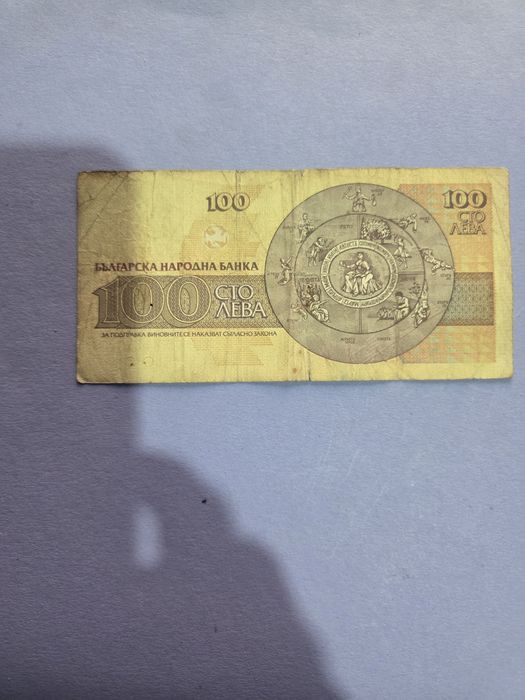 100
100
СТО
ЛЕВА
БЪЛГАРСКА НАРОДНА БАНКА
100 СТО
ЛЕВА
ЗА ПОДПРАВКА ВИНОВНИТЕ СЕ НАКАЗВАТ СЪГЛАСНО ЗАКОНА